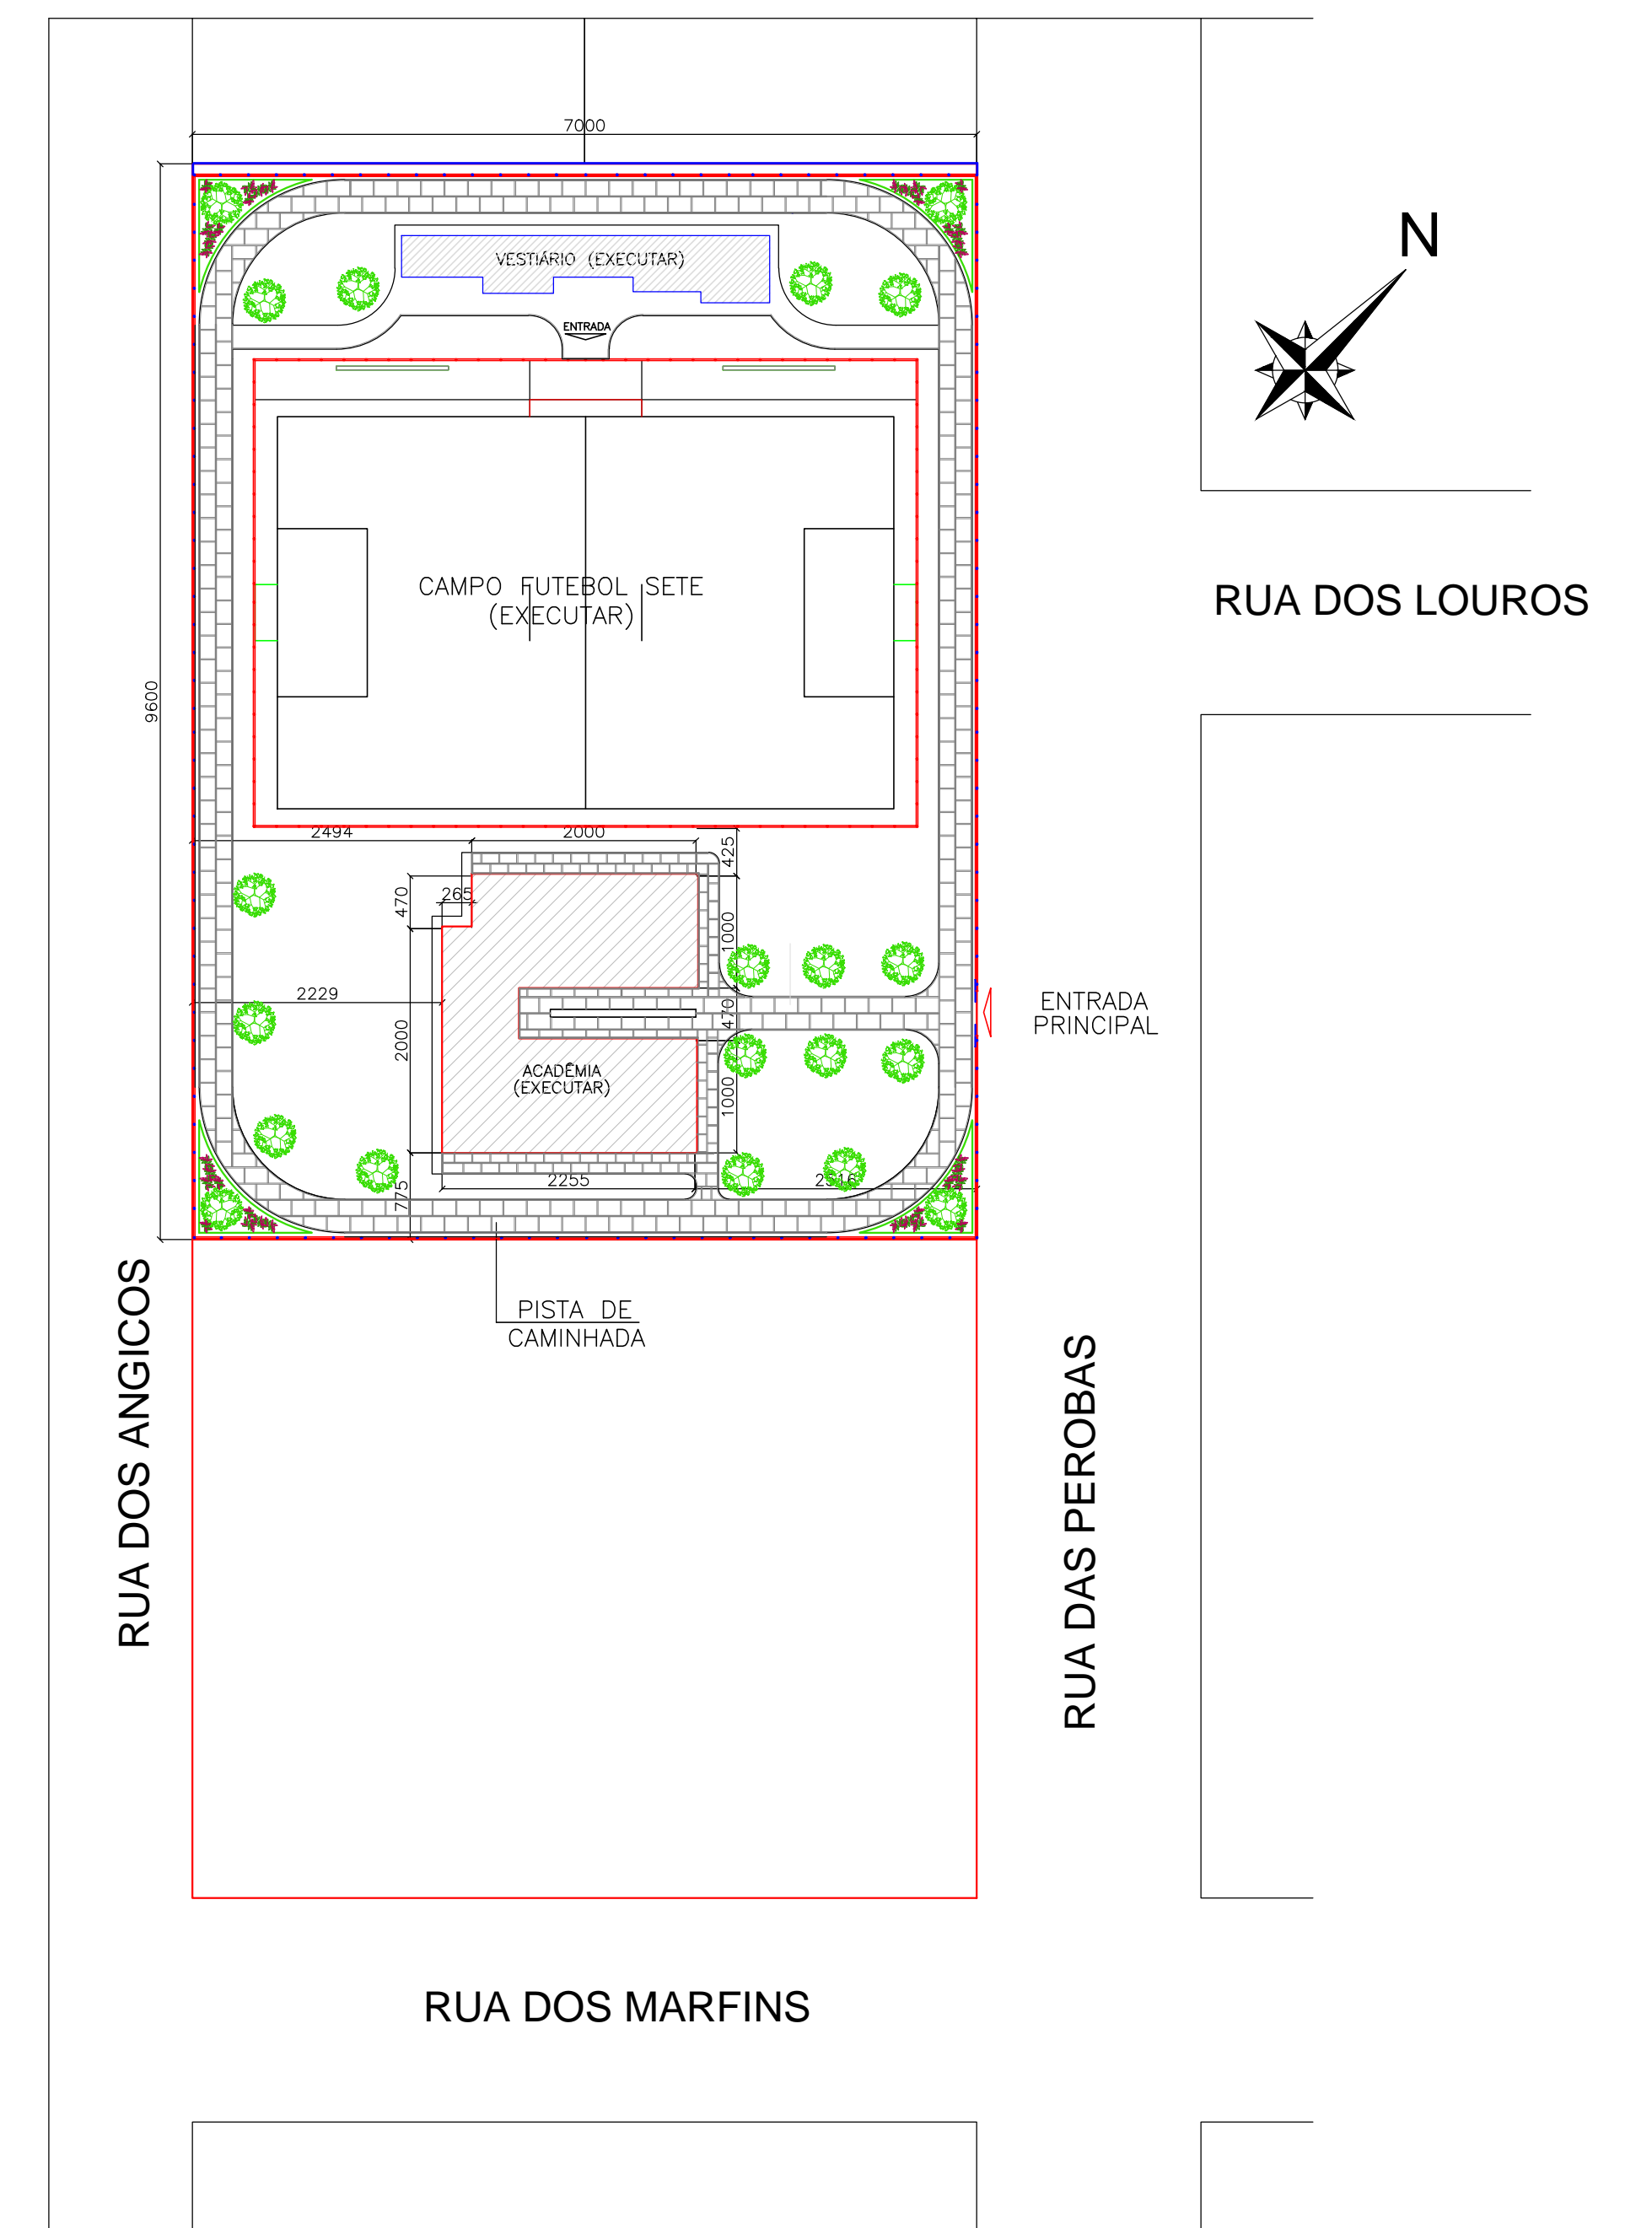 7000
N
VESTIÁRIO (EXECUTAR)
ENTRADA
CAMPO FUTEBOL SETE
(EXECUTAR)
RUA DOS LOUROS
9600
2494
2000
425
470
265
1000
2229
470
ENTRADA
PRINCIPAL
2000
ACADÊMIA
(EXECUTAR)
1000
2255
2516
775
PISTA DE
CAMINHADA
RUA DOS ANGICOS
RUA DAS PEROBAS
RUA DOS MARFINS